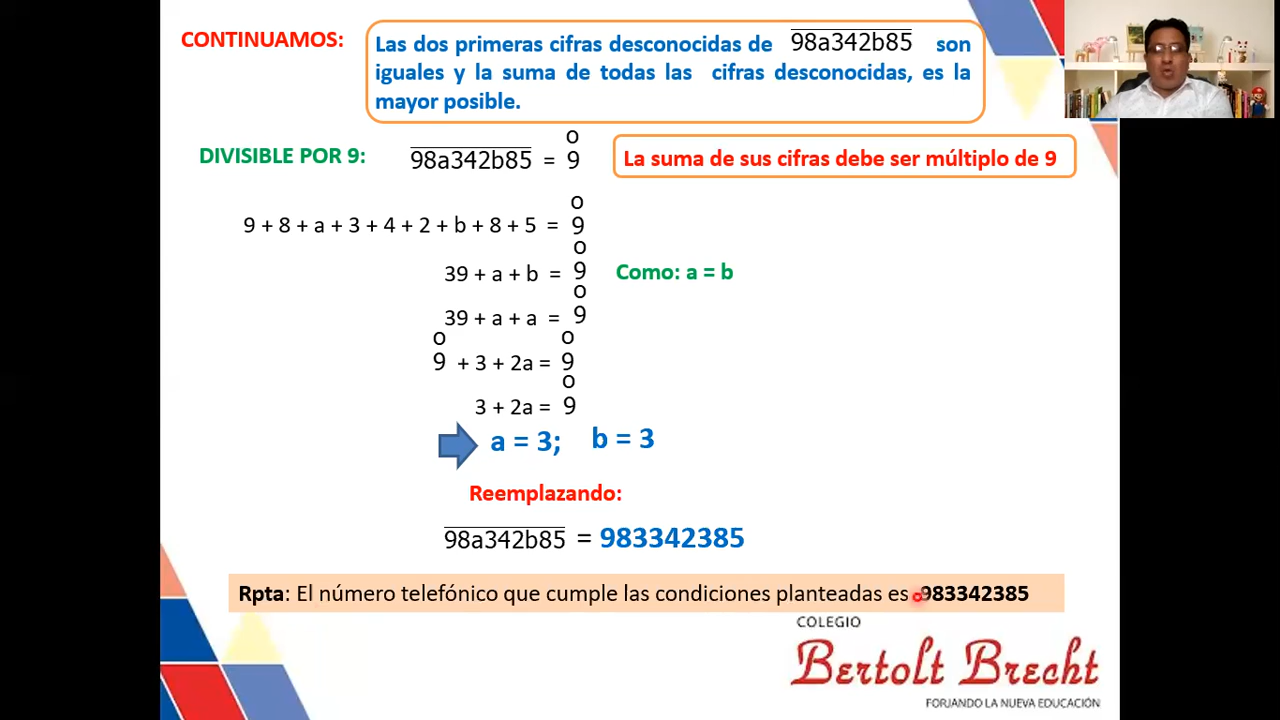 CONTINUAMOS:
Las dos primeras cifras desconocidas de 98a342b85 son
iguales y la suma de todas las cifras desconocidas, es la
mayor posible.
DIVISIBLE POR 9: 98a342b85 = 9̊
La suma de sus cifras debe ser múltiplo de 9
9 + 8 + a + 3 + 4 + 2 + b + 8 + 5 = 9̊
39 + a + b = 9̊ Como: a = b
39 + a + a = 9̊
9̊ + 3 + 2a = 9̊
3 + 2a = 9̊
a = 3; b = 3
Reemplazando:
98a342b85 = 983342385
Rpta: El número telefónico que cumple las condiciones planteadas es 983342385
COLEGIO
Bertolt Brecht
FORJANDO LA NUEVA EDUCACIÓN